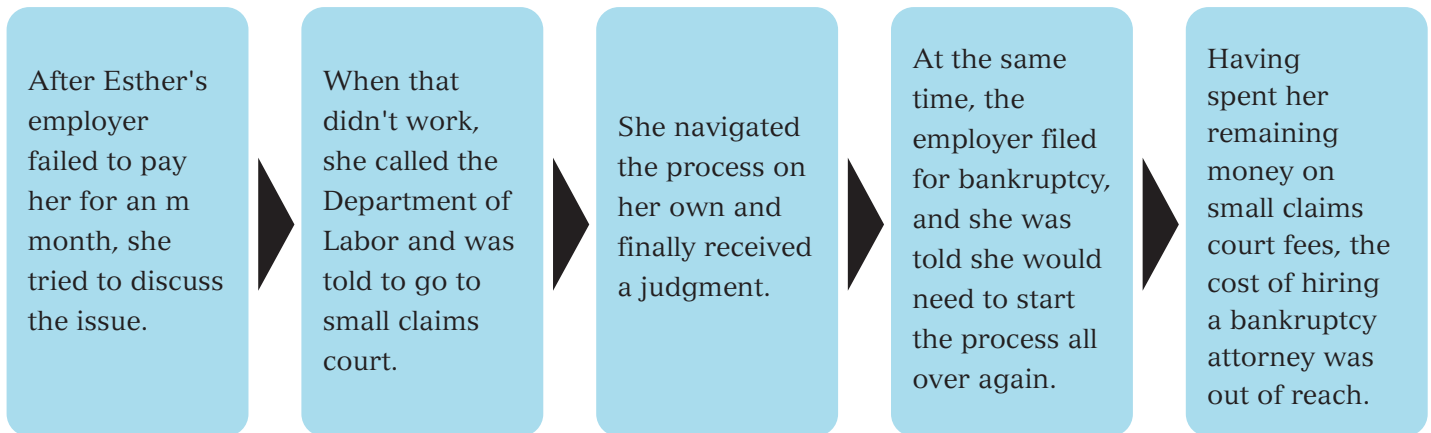 After Esther's
employer
failed to pay
her for an m
month, she
tried to discuss
the issue.
When that
didn't work,
she called the
Department of
Labor and was
told to go to
small claims
court.
She navigated
the process on
her own and
finally received
a judgment.
At the same
time, the
employer filed
for bankruptcy,
and she was
told she would
need to start
the process all
over again.
Having
spent her
remaining
money on
small claims
court fees, the
cost of hiring
a bankruptcy
attorney was
out of reach.